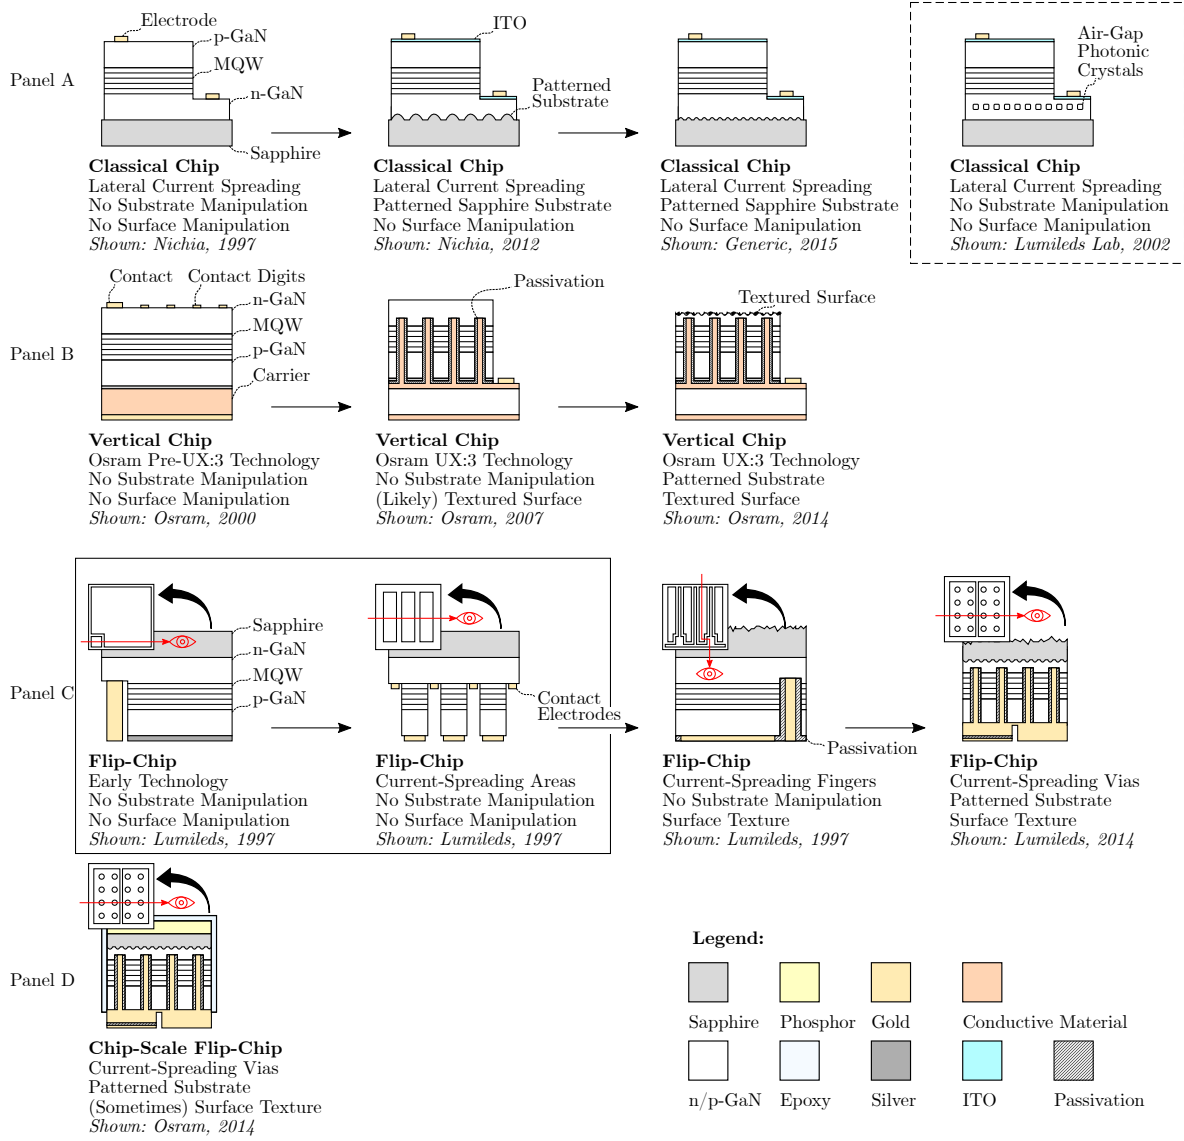 Panel A
Electrode
p-GaN
MQW
n-GaN
Sapphire
Classical Chip
Lateral Current Spreading
No Substrate Manipulation
No Surface Manipulation
Shown: Nichia, 1997
ITO
Patterned
Substrate
Classical Chip
Lateral Current Spreading
Patterned Sapphire Substrate
No Surface Manipulation
Shown: Nichia, 2012
Classical Chip
Lateral Current Spreading
Patterned Sapphire Substrate
No Surface Manipulation
Shown: Generic, 2015
Air-Gap
Photonic
Crystals
Classical Chip
Lateral Current Spreading
No Substrate Manipulation
No Surface Manipulation
Shown: Lumileds Lab, 2002
Panel B
Contact
Contact Digits
n-GaN
MQW
p-GaN
Carrier
Vertical Chip
Osram Pre-UX:3 Technology
No Substrate Manipulation
No Surface Manipulation
Shown: Osram, 2000
Passivation
Vertical Chip
Osram UX:3 Technology
No Substrate Manipulation
(Likely) Textured Surface
Shown: Osram, 2007
Textured Surface
Vertical Chip
Osram UX:3 Technology
Patterned Substrate
Textured Surface
Shown: Osram, 2014
Panel C
Sapphire
n-GaN
MQW
p-GaN
Flip-Chip
Early Technology
No Substrate Manipulation
No Surface Manipulation
Shown: Lumileds, 1997
Contact
Electrodes
Flip-Chip
Current-Spreading Areas
No Substrate Manipulation
No Surface Manipulation
Shown: Lumileds, 1997
Passivation
Flip-Chip
Current-Spreading Fingers
No Substrate Manipulation
Surface Texture
Shown: Lumileds, 1997
Flip-Chip
Current-Spreading Vias
Patterned Substrate
Surface Texture
Shown: Lumileds, 2014
Panel D
Chip-Scale Flip-Chip
Current-Spreading Vias
Patterned Substrate
(Sometimes) Surface Texture
Shown: Osram, 2014
Legend:
Sapphire
Phosphor
Gold
Conductive Material
n/p-GaN
Epoxy
Silver
ITO
Passivation